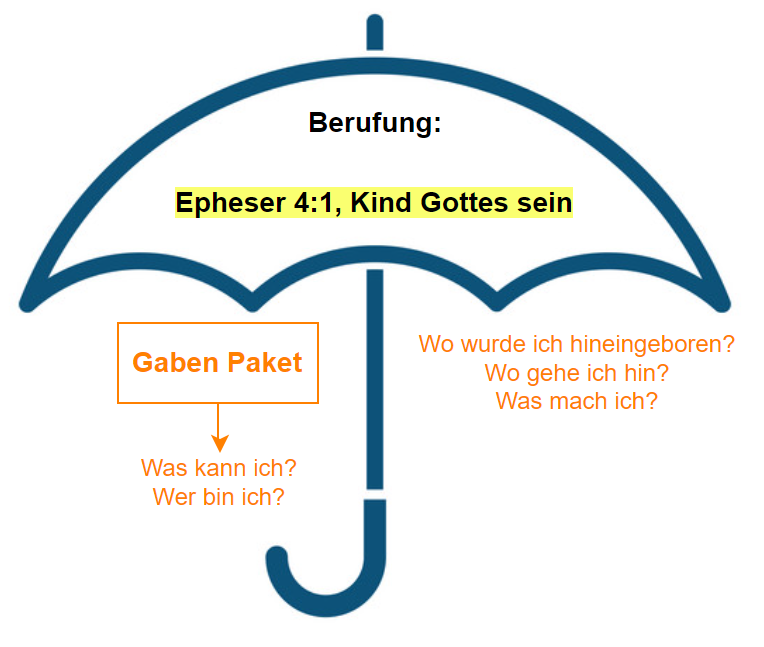 Berufung:
Epheser 4:1, Kind Gottes sein
Gaben Paket
Was kann ich?
Wer bin ich?
Wo wurde ich hineingeboren?
Wo gehe ich hin?
Was mach ich?